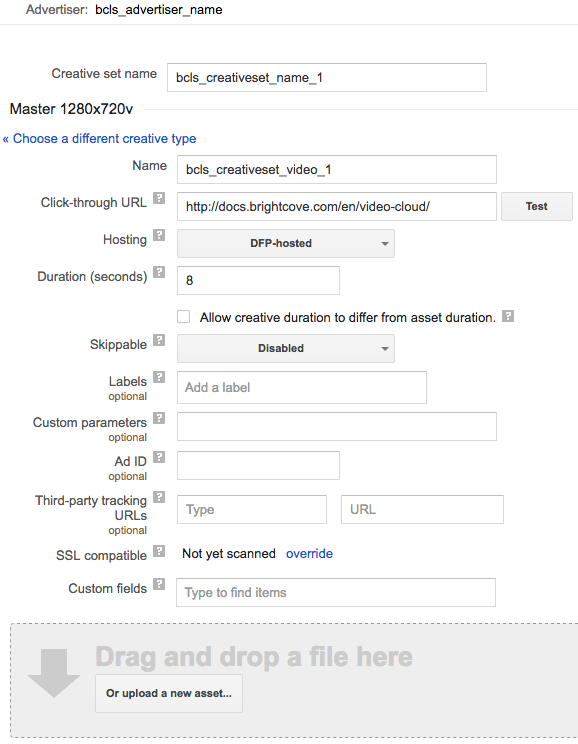 Advertiser: bcls_advertiser_name
Creative set name bcls_creativeset_name_1
Master 1280x720v
« Choose a different creative type
Name bcls_creativeset_video_1
Click-through URL ? http://docs.brightcove.com/en/video-cloud/ Test
Hosting ? DFP-hosted
Duration (seconds) ? 8
Allow creative duration to differ from asset duration. ?
Skippable ? Disabled
Labels ? Add a label
optional
Custom parameters ?
optional
Ad ID ?
optional
Third-party tracking ? Type URL
URLs
optional
SSL compatible ? Not yet scanned override
Custom fields ? Type to find items
Drag and drop a file here
Or upload a new asset...